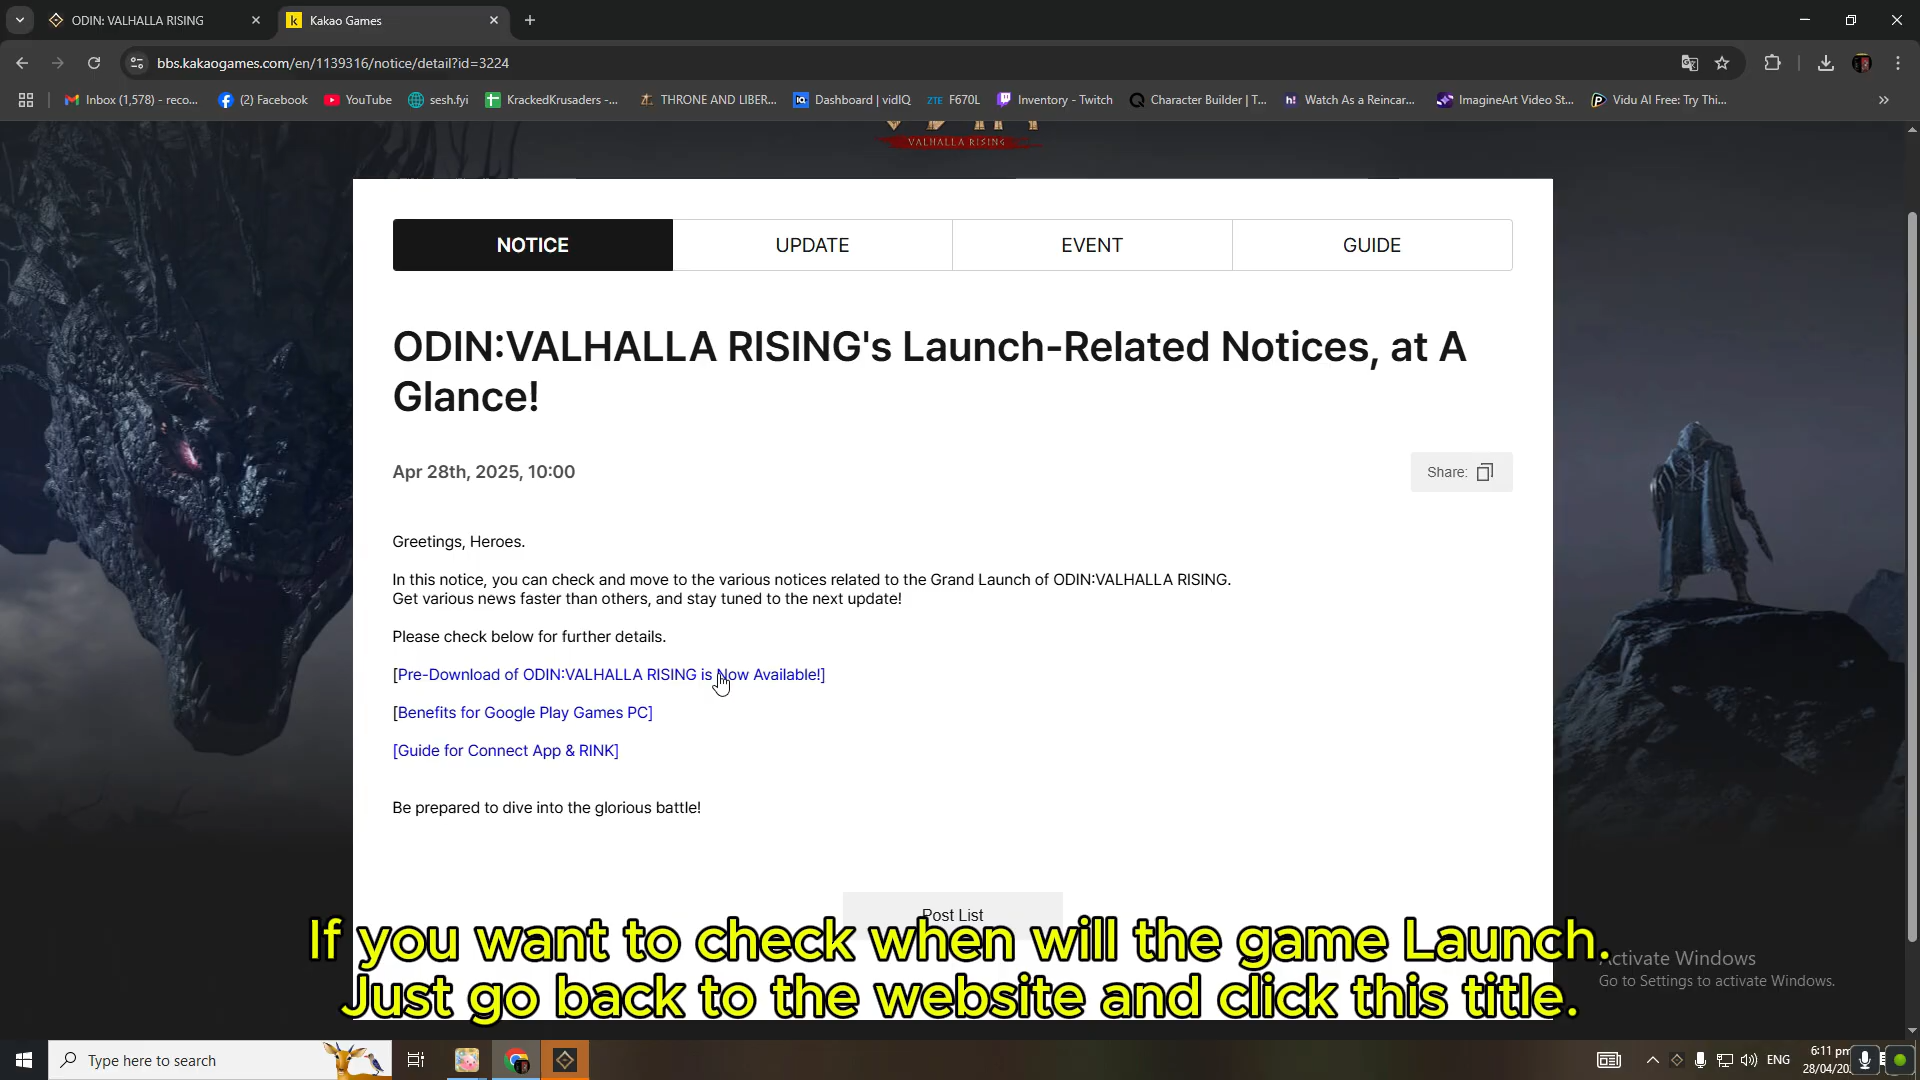 ODIN: VALHALLA RISING
Kakao Games
bbs.kakaogames.com/en/1139316/notice/detail?id=3224
Inbox (1,578) - reco...
(2) Facebook
YouTube
sesh.fyi
KrackedKrusaders -...
THRONE AND LIBER...
Dashboard | vidIQ
ZTE F670L
Inventory - Twitch
Character Builder | T...
Watch As a Reincar...
ImagineArt Video St...
Vidu AI Free: Try Thi...
VALHALLA RISING
NOTICE
UPDATE
EVENT
GUIDE
ODIN:VALHALLA RISING's Launch-Related Notices, at A
Glance!
Apr 28th, 2025, 10:00
Share:
Greetings, Heroes.
In this notice, you can check and move to the various notices related to the Grand Launch of ODIN:VALHALLA RISING.
Get various news faster than others, and stay tuned to the next update!
Please check below for further details.
[Pre-Download of ODIN:VALHALLA RISING is Now Available!]
[Benefits for Google Play Games PC]
[Guide for Connect App & RINK]
Be prepared to dive into the glorious battle!
Post List
If you want to check when will the game Launch.
Just go back to the website and click this title.
Activate Windows
Go to Settings to activate Windows.
Type here to search
ENG
6:11 pm
28/04/20